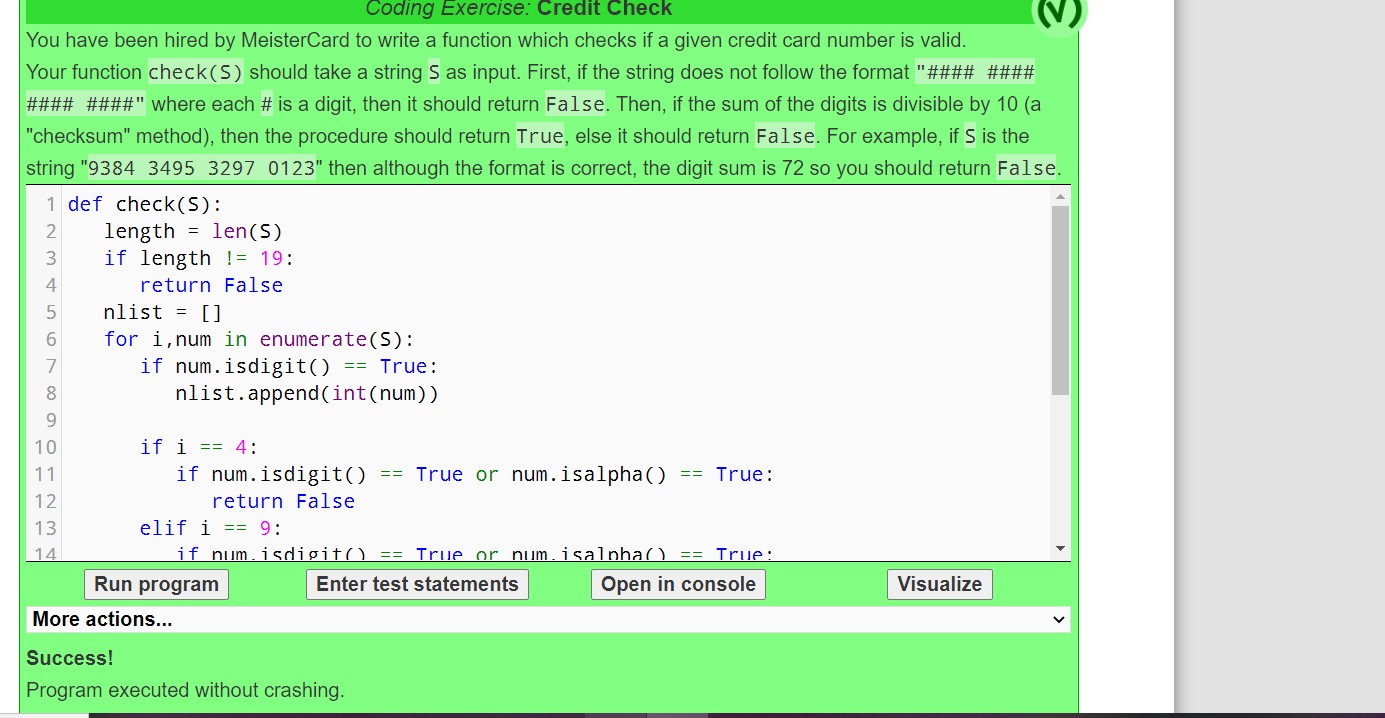 Coding Exercise: Credit Check
You have been hired by MeisterCard to write a function which checks if a given credit card number is valid.
Your function check(S) should take a string S as input. First, if the string does not follow the format "#### ####
#### ####" where each # is a digit, then it should return False. Then, if the sum of the digits is divisible by 10 (a
"checksum" method), then the procedure should return True, else it should return False. For example, if S is the
string "9384 3495 3297 0123" then although the format is correct, the digit sum is 72 so you should return False.
1 def check(S):
2    length = len(S)
3    if length != 19:
4       return False
5    nlist = []
6    for i,num in enumerate(S):
7       if num.isdigit() == True:
8          nlist.append(int(num))
9
10       if i == 4:
11          if num.isdigit() == True or num.isalpha() == True:
12             return False
13       elif i == 9:
14          if num.isdigit() == True or num.isalpha() == True:
Run program Enter test statements Open in console Visualize
More actions...
Success!
Program executed without crashing.